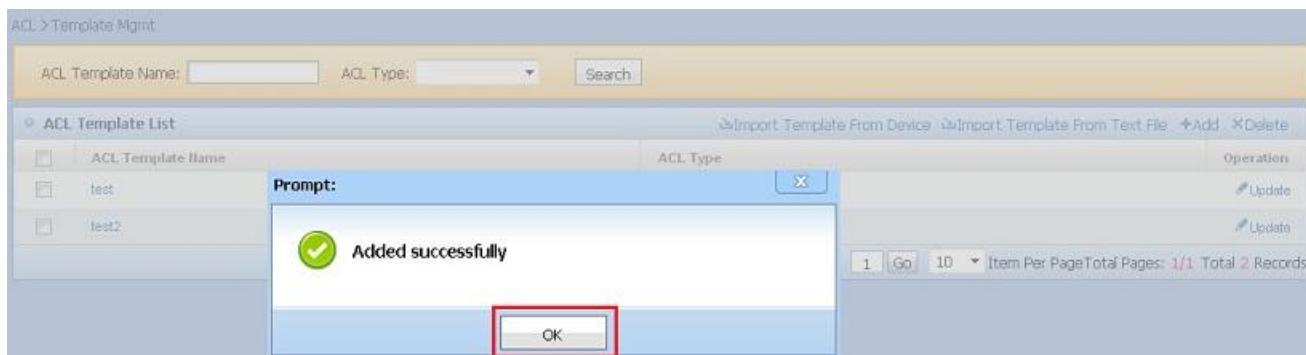 ACL > Template Mgmt
ACL Template Name: ACL Type: Search
ACL Template List Import Template From Device Import Template From Text File Add Delete
ACL Template Name ACL Type Operation
test Update
Prompt:
test2 Update
Added successfully
1 Go 10 Item Per PageTotal Pages: 1/1 Total 2 Records
OK